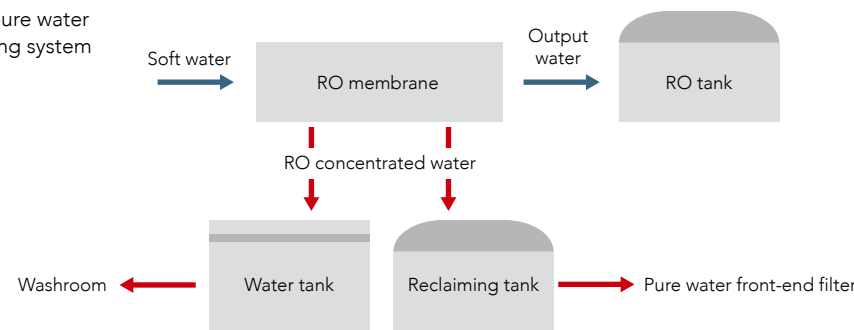 ure water
ng system
Soft water
RO membrane
Output
water
RO tank
RO concentrated water
Washroom
Water tank
Reclaiming tank
Pure water front-end filter